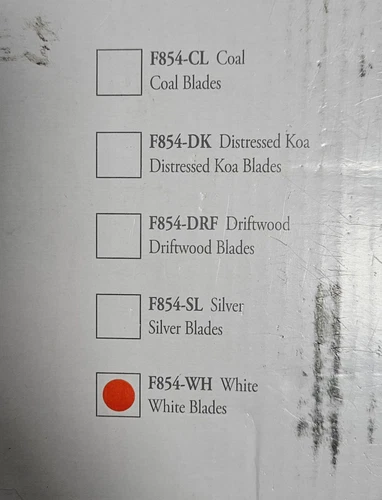 F854-CL Coal
Coal Blades
F854-DK Distressed Koa
Distressed Koa Blades
F854-DRF Driftwood
Driftwood Blades
F854-SL Silver
Silver Blades
F854-WH White
White Blades